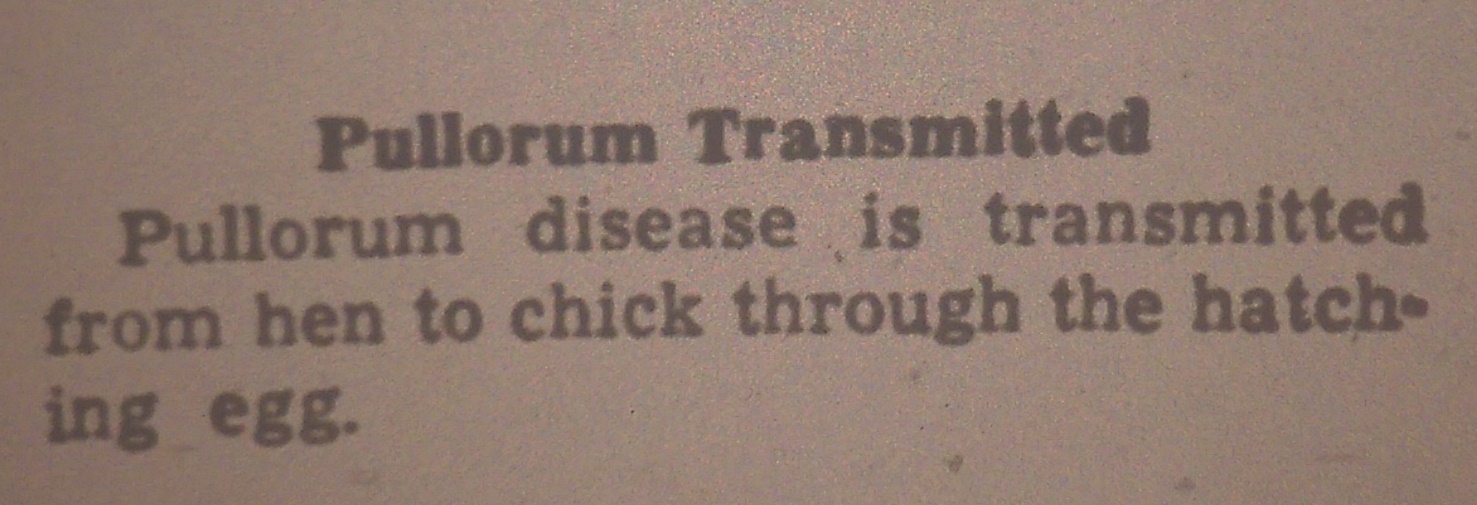 Pullorum Transmitted
Pullorum disease is transmitted
from hen to chick through the hatch-
ing egg.